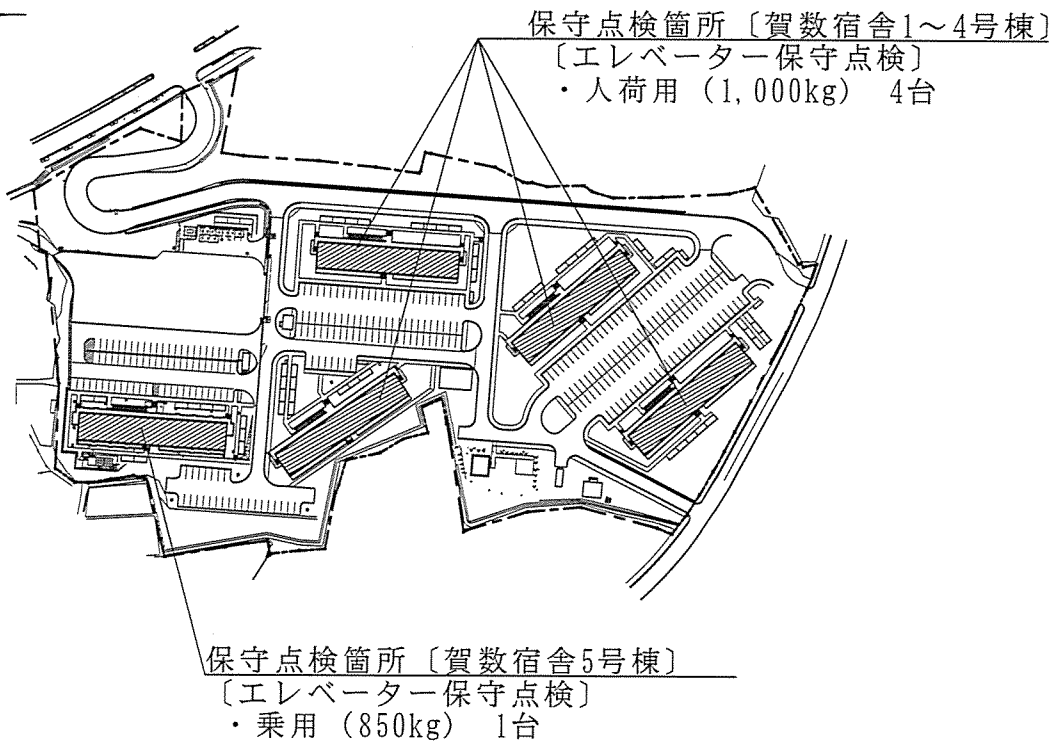 保守点検箇所〔賀数宿舎1～4号棟〕
〔エレベーター保守点検〕
・人荷用（1,000kg） 4台
保守点検箇所〔賀数宿舎5号棟〕
〔エレベーター保守点検〕
・乗用（850kg） 1台